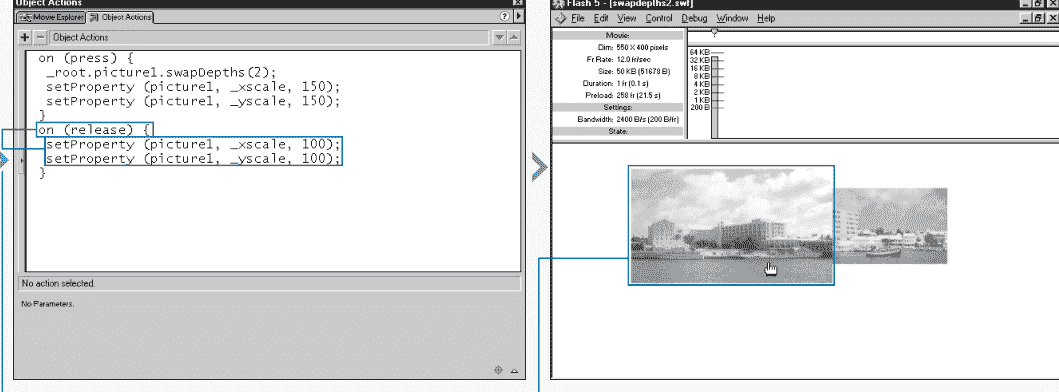 Object Actions
Movie Explorer Object Actions ?
+ − Object Actions
on (press) {
_root.picture1.swapDepths(2);
setProperty (picture1, _xscale, 150);
setProperty (picture1, _yscale, 150);
}
on (release) {
setProperty (picture1, _xscale, 100);
setProperty (picture1, _yscale, 100);
}
No action selected.
No Parameters.
Flash 5 - [swapdepths2.swf]
File Edit View Control Debug Window Help
Movie:
Dim: 550 X 400 pixels
Fr Rate: 12.0 fr/sec
Size: 50 KB (51678 B)
Duration: 1 fr (0.1 s)
Preload: 258 fr (21.5 s)
Settings:
Bandwidth: 2400 B/s (200 B/fr)
State:
64 KB
32 KB
16 KB
8 KB
4 KB
2 KB
1 KB
200 B